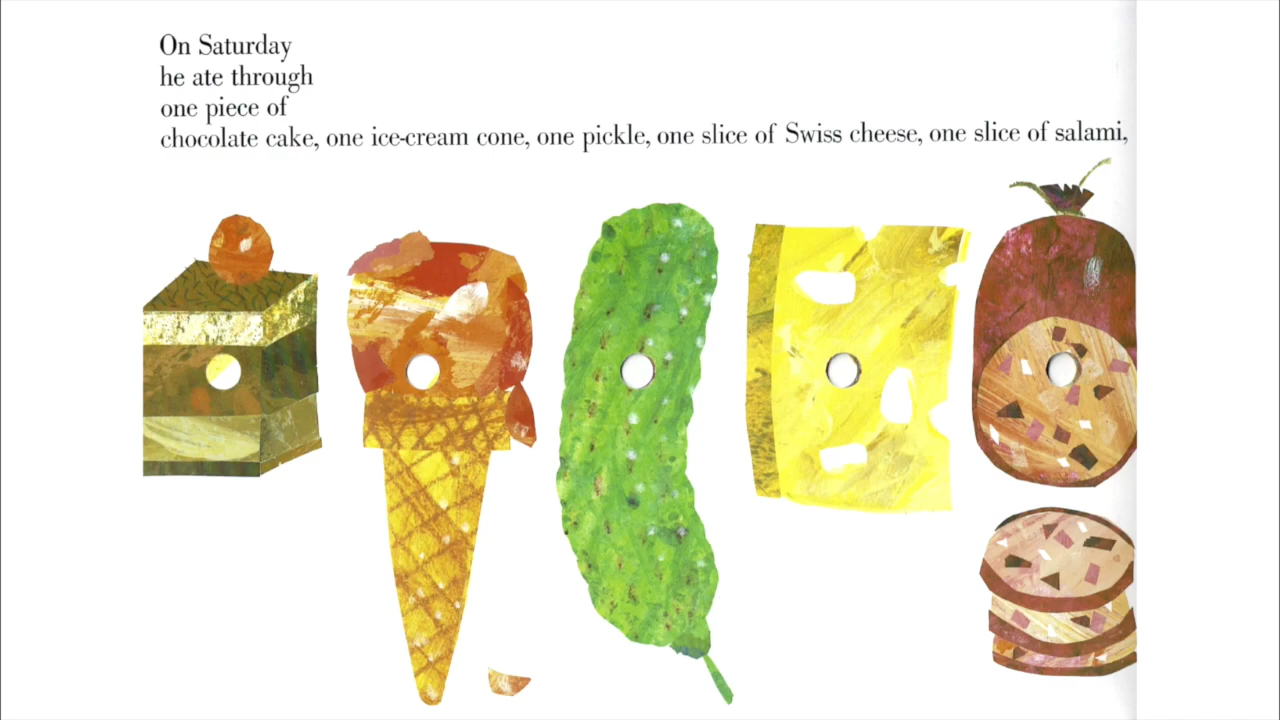 On Saturday
he ate through
one piece of
chocolate cake, one ice-cream cone, one pickle, one slice of Swiss cheese, one slice of salami,